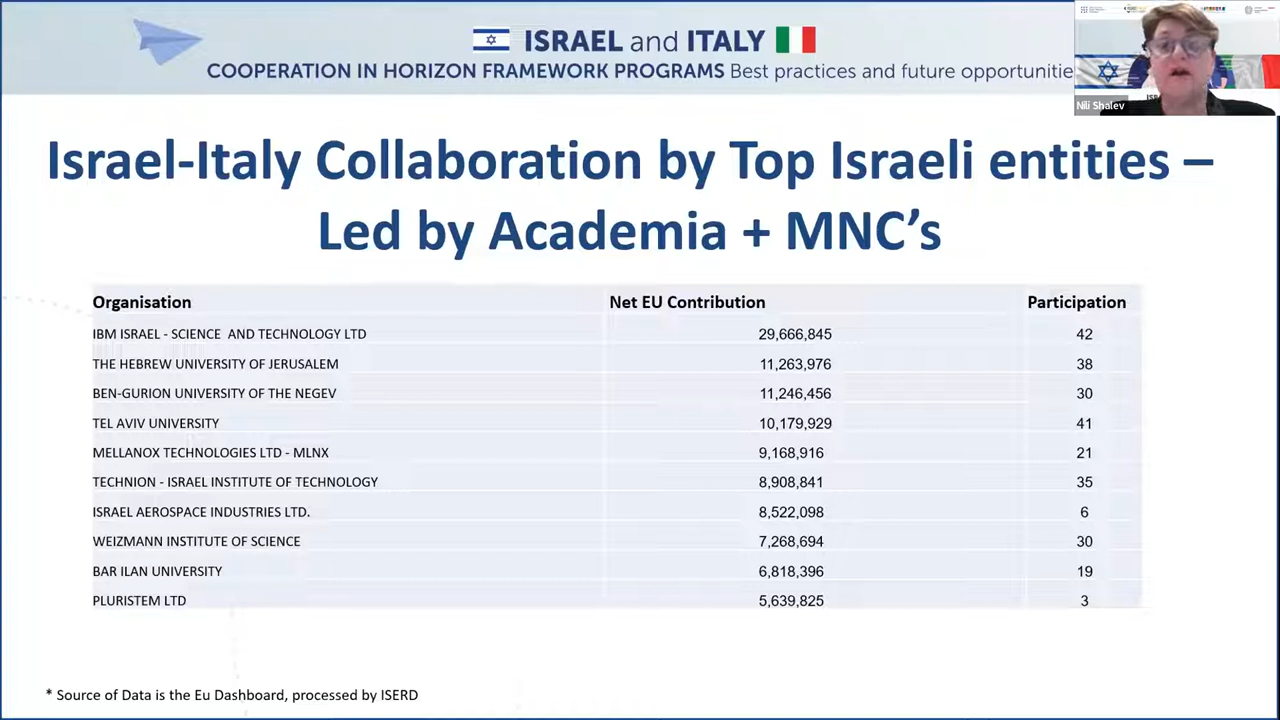 ISRAEL and ITALY
COOPERATION IN HORIZON FRAMEWORK PROGRAMS Best practices and future opportunitie
Nili Shalev
Israel-Italy Collaboration by Top Israeli entities –
Led by Academia + MNC’s
Organisation Net EU Contribution Participation
IBM ISRAEL - SCIENCE AND TECHNOLOGY LTD 29,666,845 42
THE HEBREW UNIVERSITY OF JERUSALEM 11,263,976 38
BEN-GURION UNIVERSITY OF THE NEGEV 11,246,456 30
TEL AVIV UNIVERSITY 10,179,929 41
MELLANOX TECHNOLOGIES LTD - MLNX 9,168,916 21
TECHNION - ISRAEL INSTITUTE OF TECHNOLOGY 8,908,841 35
ISRAEL AEROSPACE INDUSTRIES LTD. 8,522,098 6
WEIZMANN INSTITUTE OF SCIENCE 7,268,694 30
BAR ILAN UNIVERSITY 6,818,396 19
PLURISTEM LTD 5,639,825 3
* Source of Data is the Eu Dashboard, processed by ISERD